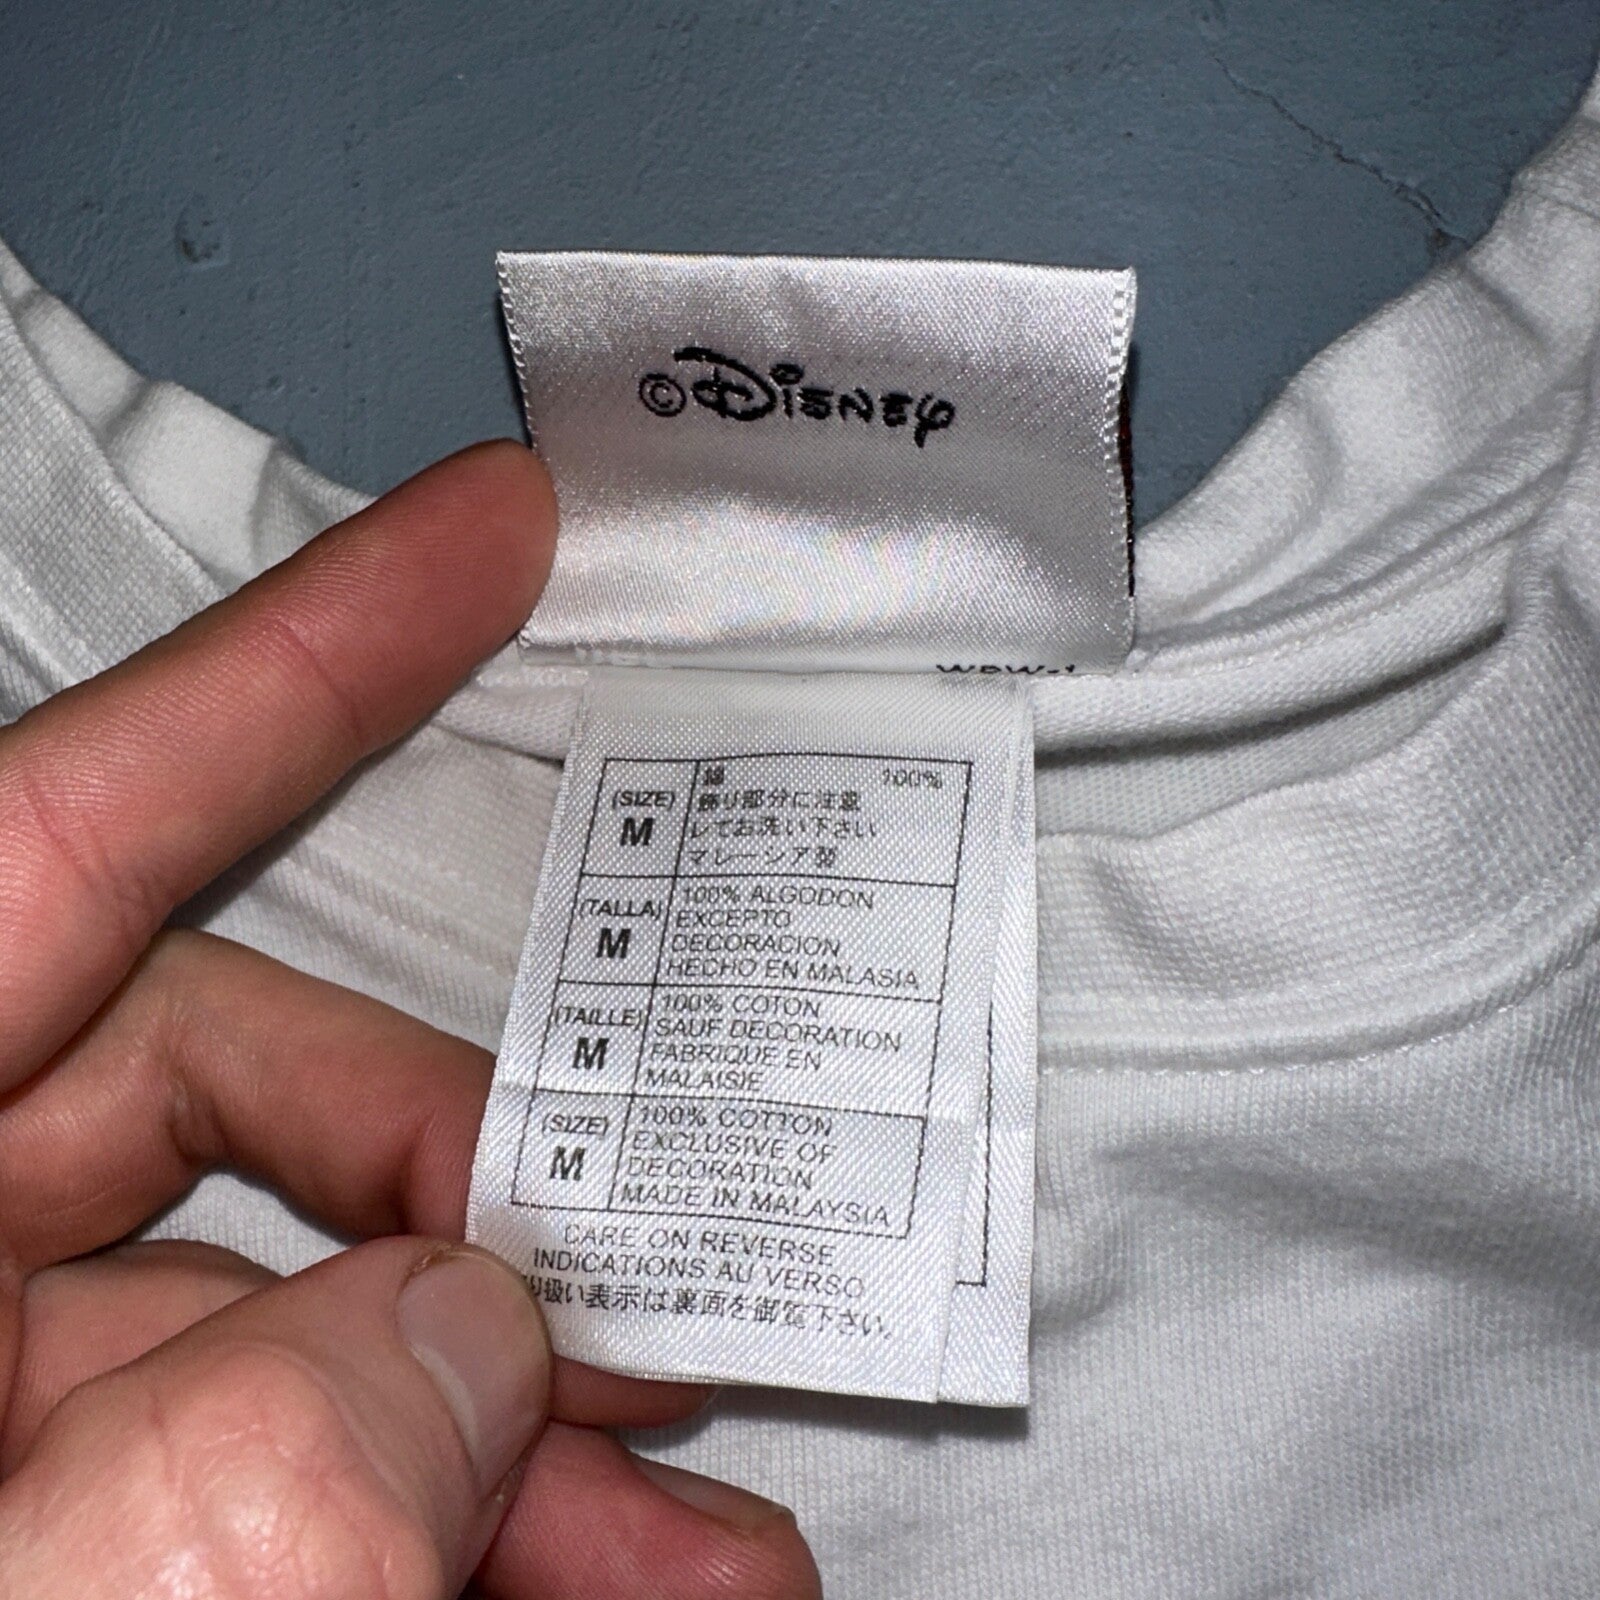 © Disney
(SIZE)
M
綿 100%
飾り部分に注意
してお洗い下さい
マレーシア製
(TALLA)
M
100% ALGODON
EXCEPTO
DECORACION
HECHO EN MALASIA
(TAILLE)
M
100% COTON
SAUF DECORATION
FABRIQUE EN
MALAISIE
(SIZE)
M
100% COTTON
EXCLUSIVE OF
DECORATION
MADE IN MALAYSIA
CARE ON REVERSE
INDICATIONS AU VERSO
り扱い表示は裏面を御覧下さい。